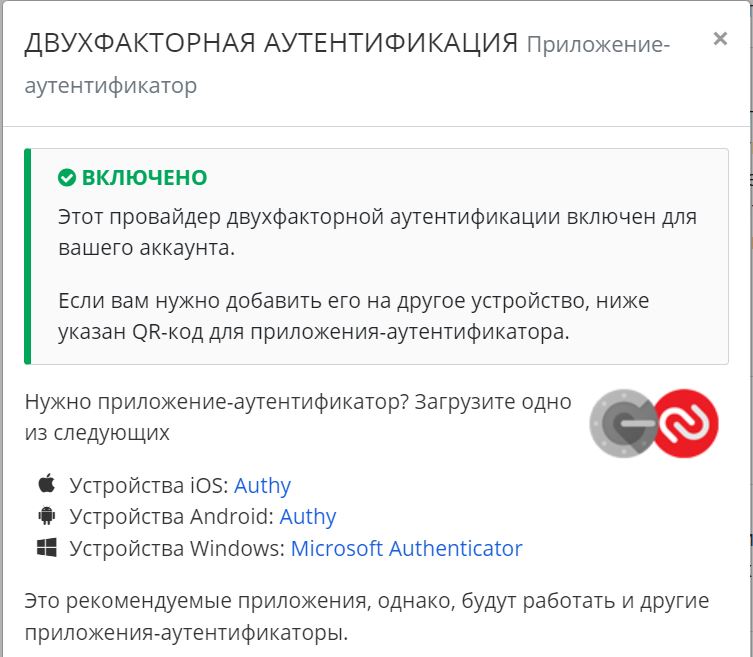 ДВУХФАКТОРНАЯ АУТЕНТИФИКАЦИЯ Приложение-
аутентификатор
×
ВКЛЮЧЕНО
Этот провайдер двухфакторной аутентификации включен для
вашего аккаунта.
Если вам нужно добавить его на другое устройство, ниже
указан QR-код для приложения-аутентификатора.
Нужно приложение-аутентификатор? Загрузите одно
из следующих
Устройства iOS: Authy
Устройства Android: Authy
Устройства Windows: Microsoft Authenticator
Это рекомендуемые приложения, однако, будут работать и другие
приложения-аутентификаторы.